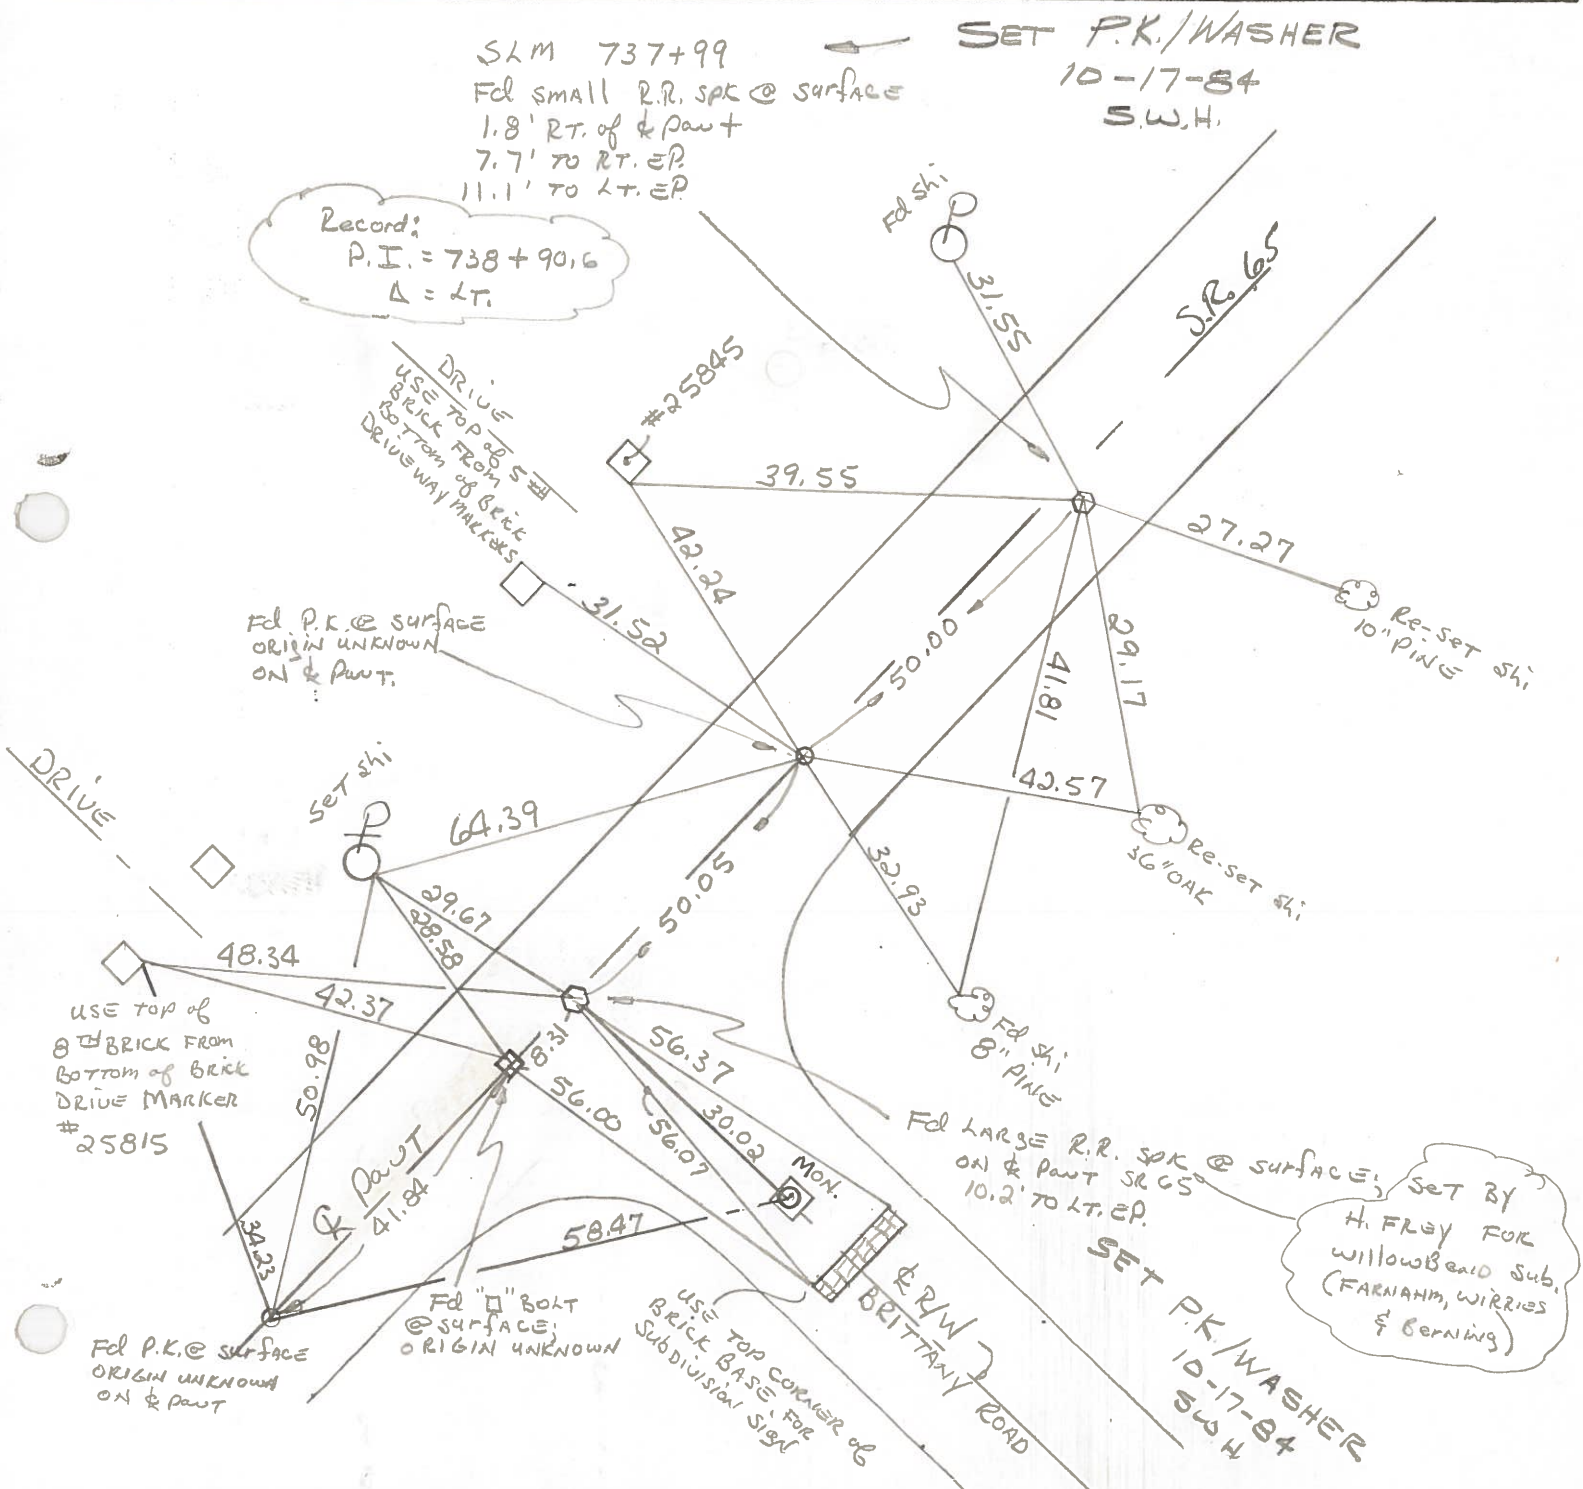 SET P.K./WASHER
10-17-84
S.W.H.
SLM 737+99
Fd small R.R. spk @ surface
1.8' RT. of ℄ Pavt
7.7' TO RT. EP.
11.1' TO LT. EP.
Record:
P.I. = 738+90.6
Δ = LT.
Fd shi
P
31.55
S.R. 65
DRIVE
USE TOP of 5TH
BRICK FROM
BOTTOM of BRICK
DRIVEWAY MARKERS
#25845
39.55
42.24
27.27
Re-set shi
10" PINE
31.52
Fd P.K. @ surface
ORIGIN UNKNOWN
ON ℄ Pavt.
50.00
41.81
29.17
42.57
Re-set shi
36" OAK
DRIVE
Set shi
P
64.39
50.05
32.93
29.67
28.58
48.34
42.37
Fd shi
8" PINE
USE TOP of
8TH BRICK FROM
BOTTOM of BRICK
DRIVE MARKER
#25815
50.98
8.31
56.37
56.00
30.02
56.07
MON.
Fd LARGE R.R. spk @ surface;
ON ℄ Pavt SR 65
10.2' TO LT. EP.
SET BY
H. FREY FOR
WillowBend Sub.
(FARNAHM, WIRRIES
& Berning)
SET P.K./WASHER
10-17-84
SWH
℄ Pavt
41.84
34.23
58.47
Fd "□" BOLT
@ surface;
ORIGIN UNKNOWN
Fd P.K. @ surface
ORIGIN UNKNOWN
ON ℄ Pavt
USE TOP CORNER of
BRICK BASE FOR
Subdivision Sign
℄ R/W
BRITTANY ROAD